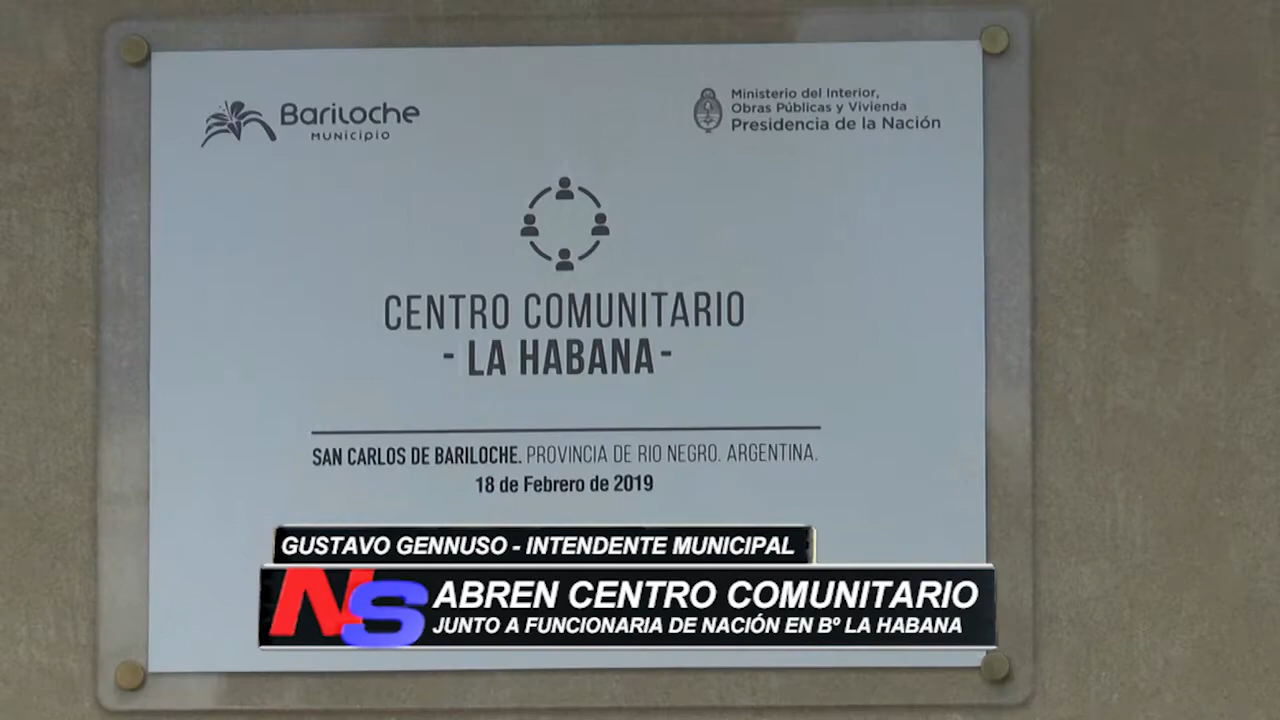 Bariloche
MUNICIPIO
Ministerio del Interior,
Obras Públicas y Vivienda
Presidencia de la Nación
CENTRO COMUNITARIO
- LA HABANA -
SAN CARLOS DE BARILOCHE. PROVINCIA DE RIO NEGRO. ARGENTINA.
18 de Febrero de 2019
GUSTAVO GENNUSO - INTENDENTE MUNICIPAL
NS ABREN CENTRO COMUNITARIO
JUNTO A FUNCIONARIA DE NACIÓN EN Bº LA HABANA